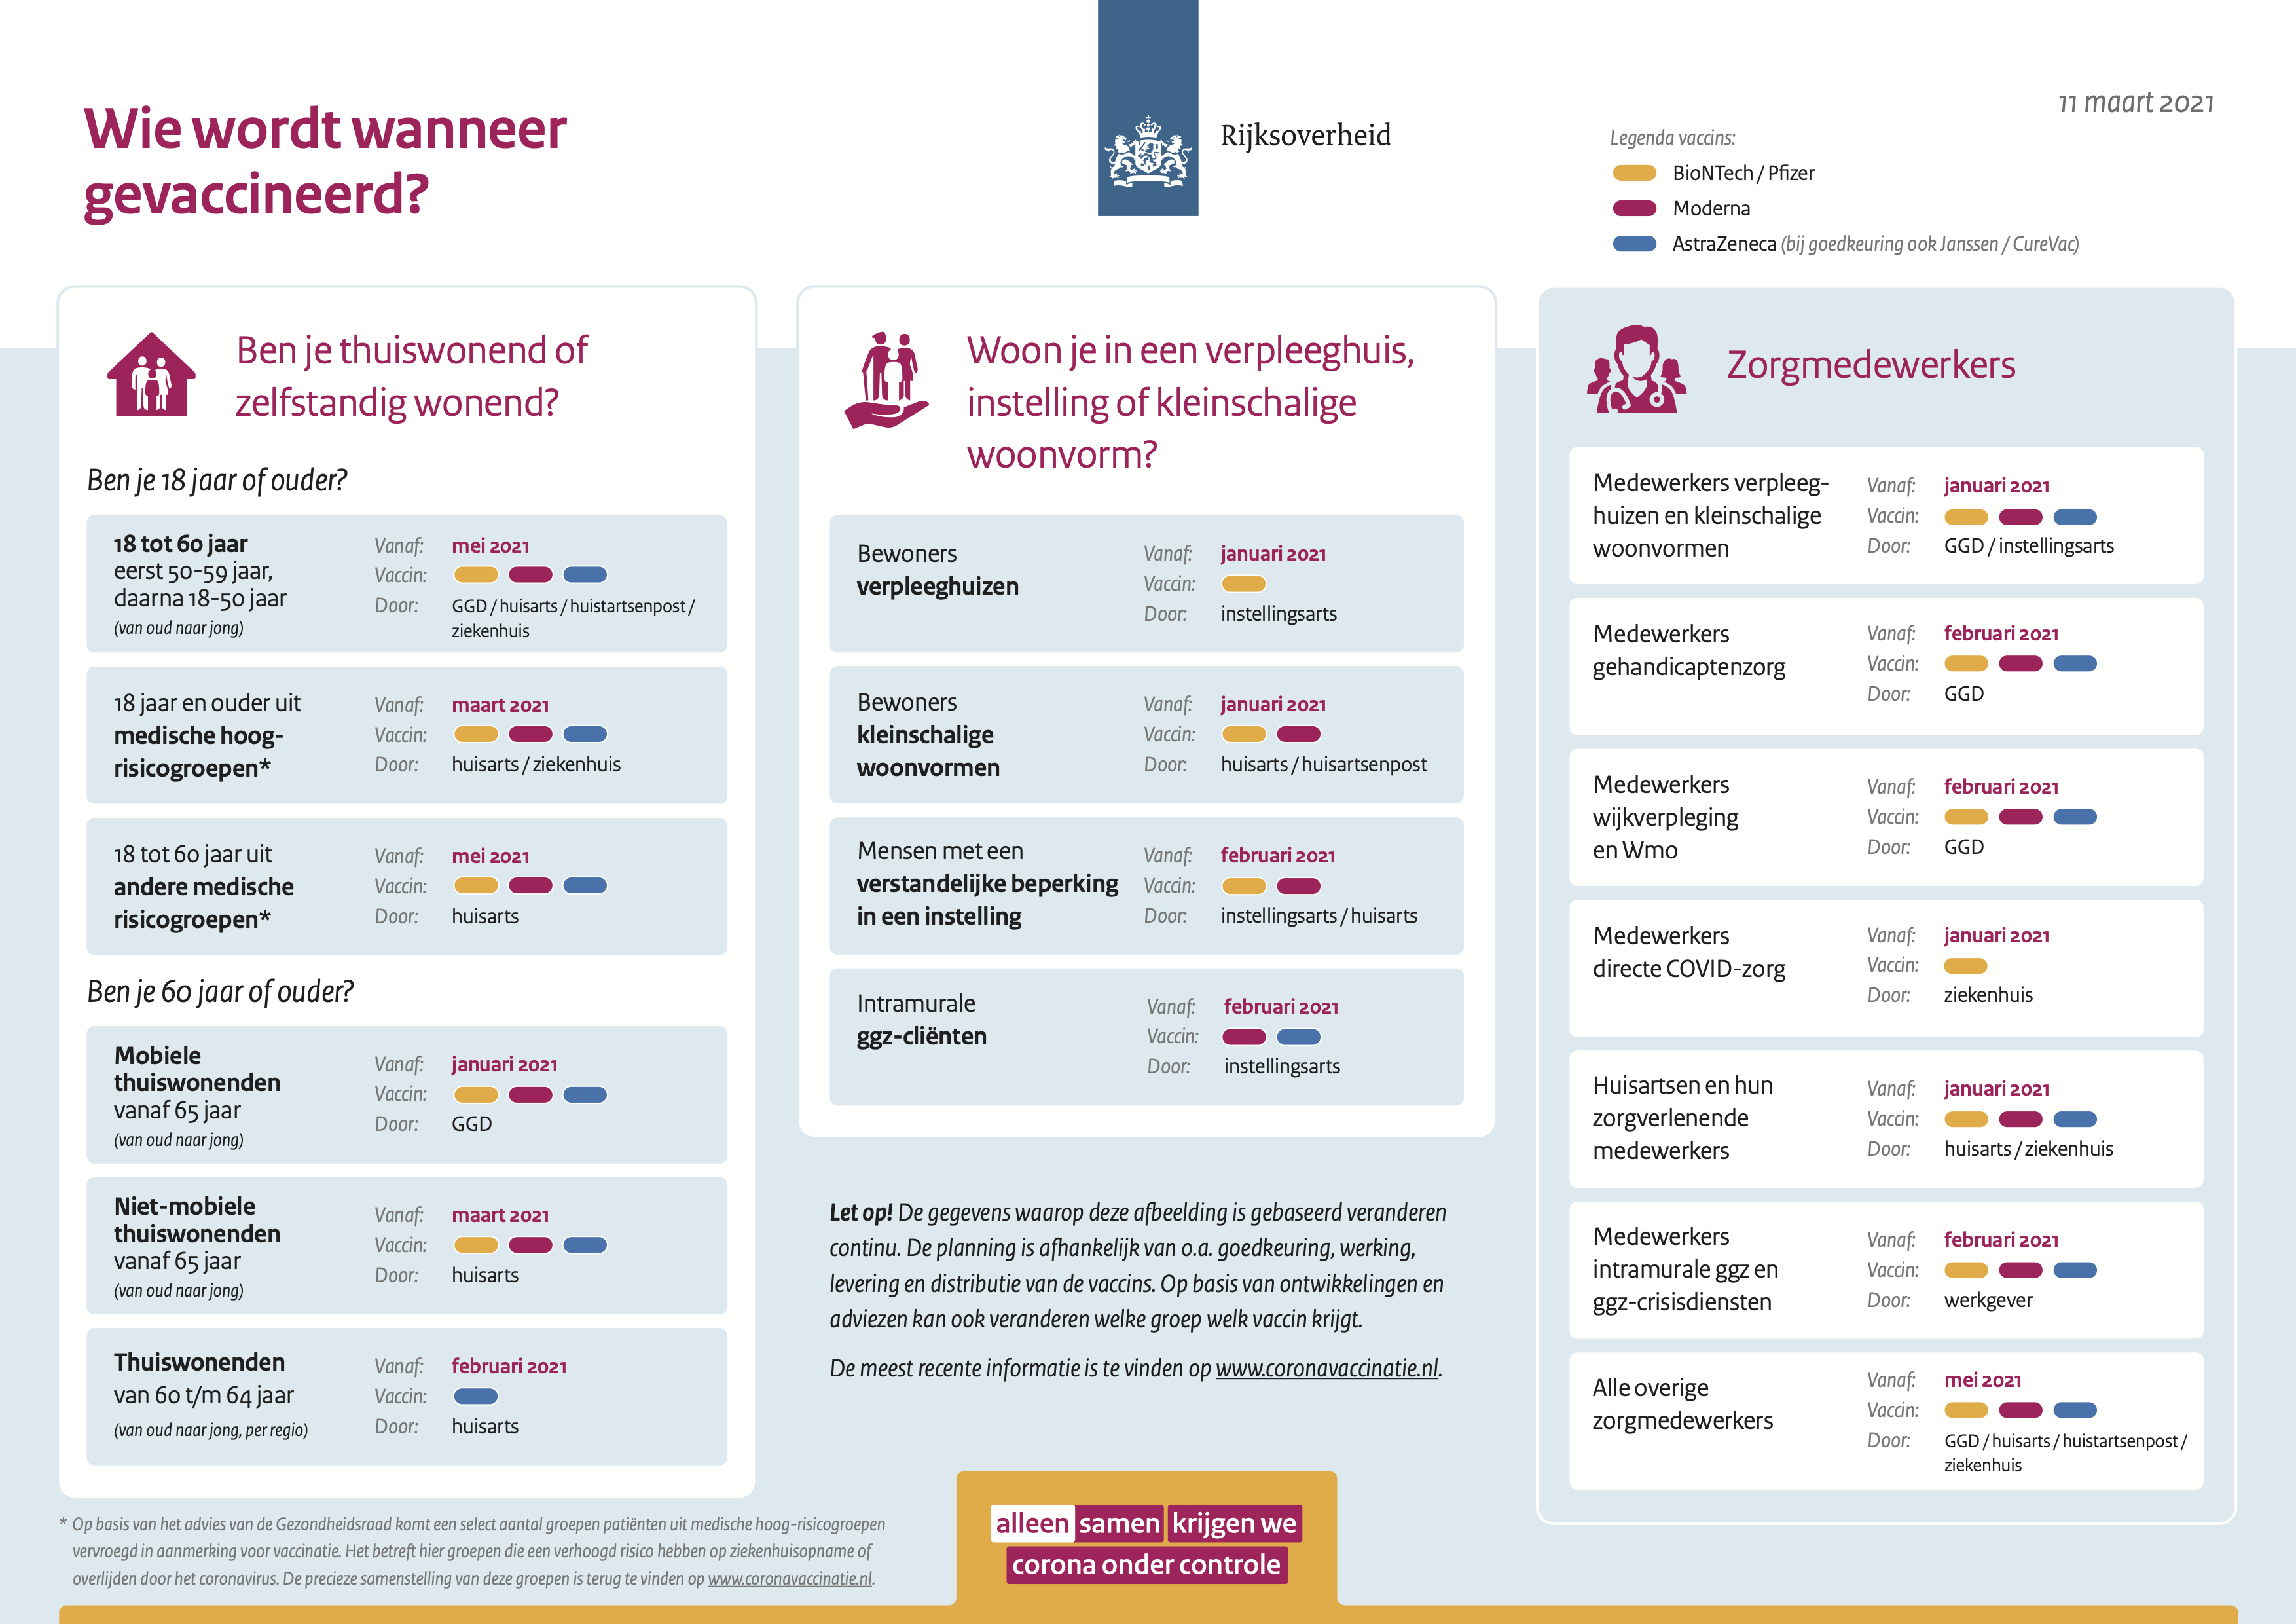 Wie wordt wanneer
gevaccineerd?
Rijksoverheid
11 maart 2021
Legenda vaccins:
BioNTech / Pfizer
Moderna
AstraZeneca (bij goedkeuring ook Janssen / CureVac)
Ben je thuiswonend of
zelfstandig wonend?
Ben je 18 jaar of ouder?
18 tot 60 jaar
eerst 50-59 jaar,
daarna 18-50 jaar
(van oud naar jong)
Vanaf: mei 2021
Vaccin:
Door: GGD / huisarts / huistartsenpost /
ziekenhuis
18 jaar en ouder uit
medische hoog-
risicogroepen*
Vanaf: maart 2021
Vaccin:
Door: huisarts / ziekenhuis
18 tot 60 jaar uit
andere medische
risicogroepen*
Vanaf: mei 2021
Vaccin:
Door: huisarts
Ben je 60 jaar of ouder?
Mobiele
thuiswonenden
vanaf 65 jaar
(van oud naar jong)
Vanaf: januari 2021
Vaccin:
Door: GGD
Niet-mobiele
thuiswonenden
vanaf 65 jaar
(van oud naar jong)
Vanaf: maart 2021
Vaccin:
Door: huisarts
Thuiswonenden
van 60 t/m 64 jaar
(van oud naar jong, per regio)
Vanaf: februari 2021
Vaccin:
Door: huisarts
* Op basis van het advies van de Gezondheidsraad komt een select aantal groepen patiënten uit medische hoog-risicogroepen
vervroegd in aanmerking voor vaccinatie. Het betreft hier groepen die een verhoogd risico hebben op ziekenhuisopname of
overlijden door het coronavirus. De precieze samenstelling van deze groepen is terug te vinden op www.coronavaccinatie.nl.
Woon je in een verpleeghuis,
instelling of kleinschalige
woonvorm?
Bewoners
verpleeghuizen
Vanaf: januari 2021
Vaccin:
Door: instellingsarts
Bewoners
kleinschalige
woonvormen
Vanaf: januari 2021
Vaccin:
Door: huisarts / huisartsenpost
Mensen met een
verstandelijke beperking
in een instelling
Vanaf: februari 2021
Vaccin:
Door: instellingsarts / huisarts
Intramurale
ggz-cliënten
Vanaf: februari 2021
Vaccin:
Door: instellingsarts
Let op! De gegevens waarop deze afbeelding is gebaseerd veranderen
continu. De planning is afhankelijk van o.a. goedkeuring, werking,
levering en distributie van de vaccins. Op basis van ontwikkelingen en
adviezen kan ook veranderen welke groep welk vaccin krijgt.
De meest recente informatie is te vinden op www.coronavaccinatie.nl.
alleen samen krijgen we
corona onder controle
Zorgmedewerkers
Medewerkers verpleeg-
huizen en kleinschalige
woonvormen
Vanaf: januari 2021
Vaccin:
Door: GGD / instellingsarts
Medewerkers
gehandicaptenzorg
Vanaf: februari 2021
Vaccin:
Door: GGD
Medewerkers
wijkverpleging
en Wmo
Vanaf: februari 2021
Vaccin:
Door: GGD
Medewerkers
directe COVID-zorg
Vanaf: januari 2021
Vaccin:
Door: ziekenhuis
Huisartsen en hun
zorgverlenende
medewerkers
Vanaf: januari 2021
Vaccin:
Door: huisarts / ziekenhuis
Medewerkers
intramurale ggz en
ggz-crisisdiensten
Vanaf: februari 2021
Vaccin:
Door: werkgever
Alle overige
zorgmedewerkers
Vanaf: mei 2021
Vaccin:
Door: GGD / huisarts / huistartsenpost /
ziekenhuis